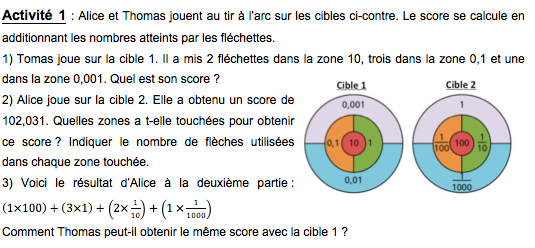 Activité 1 : Alice et Thomas jouent au tir à l'arc sur les cibles ci-contre. Le score se calcule en
additionnant les nombres atteints par les fléchettes.
1) Tomas joue sur la cible 1. Il a mis 2 fléchettes dans la zone 10, trois dans la zone 0,1 et une
dans la zone 0,001. Quel est son score ?
2) Alice joue sur la cible 2. Elle a obtenu un score de
102,031. Quelles zones a t-elle touchées pour obtenir
ce score ? Indiquer le nombre de flèches utilisées
dans chaque zone touchée.
3) Voici le résultat d'Alice à la deuxième partie :
(1×100) + (3×1) + (2×1/10) + (1×1/1000)
Comment Thomas peut-il obtenir le même score avec la cible 1 ?
Cible 1
0,001
0,1 10 1
0,01
Cible 2
1
1/100 100 1/10
1/1000